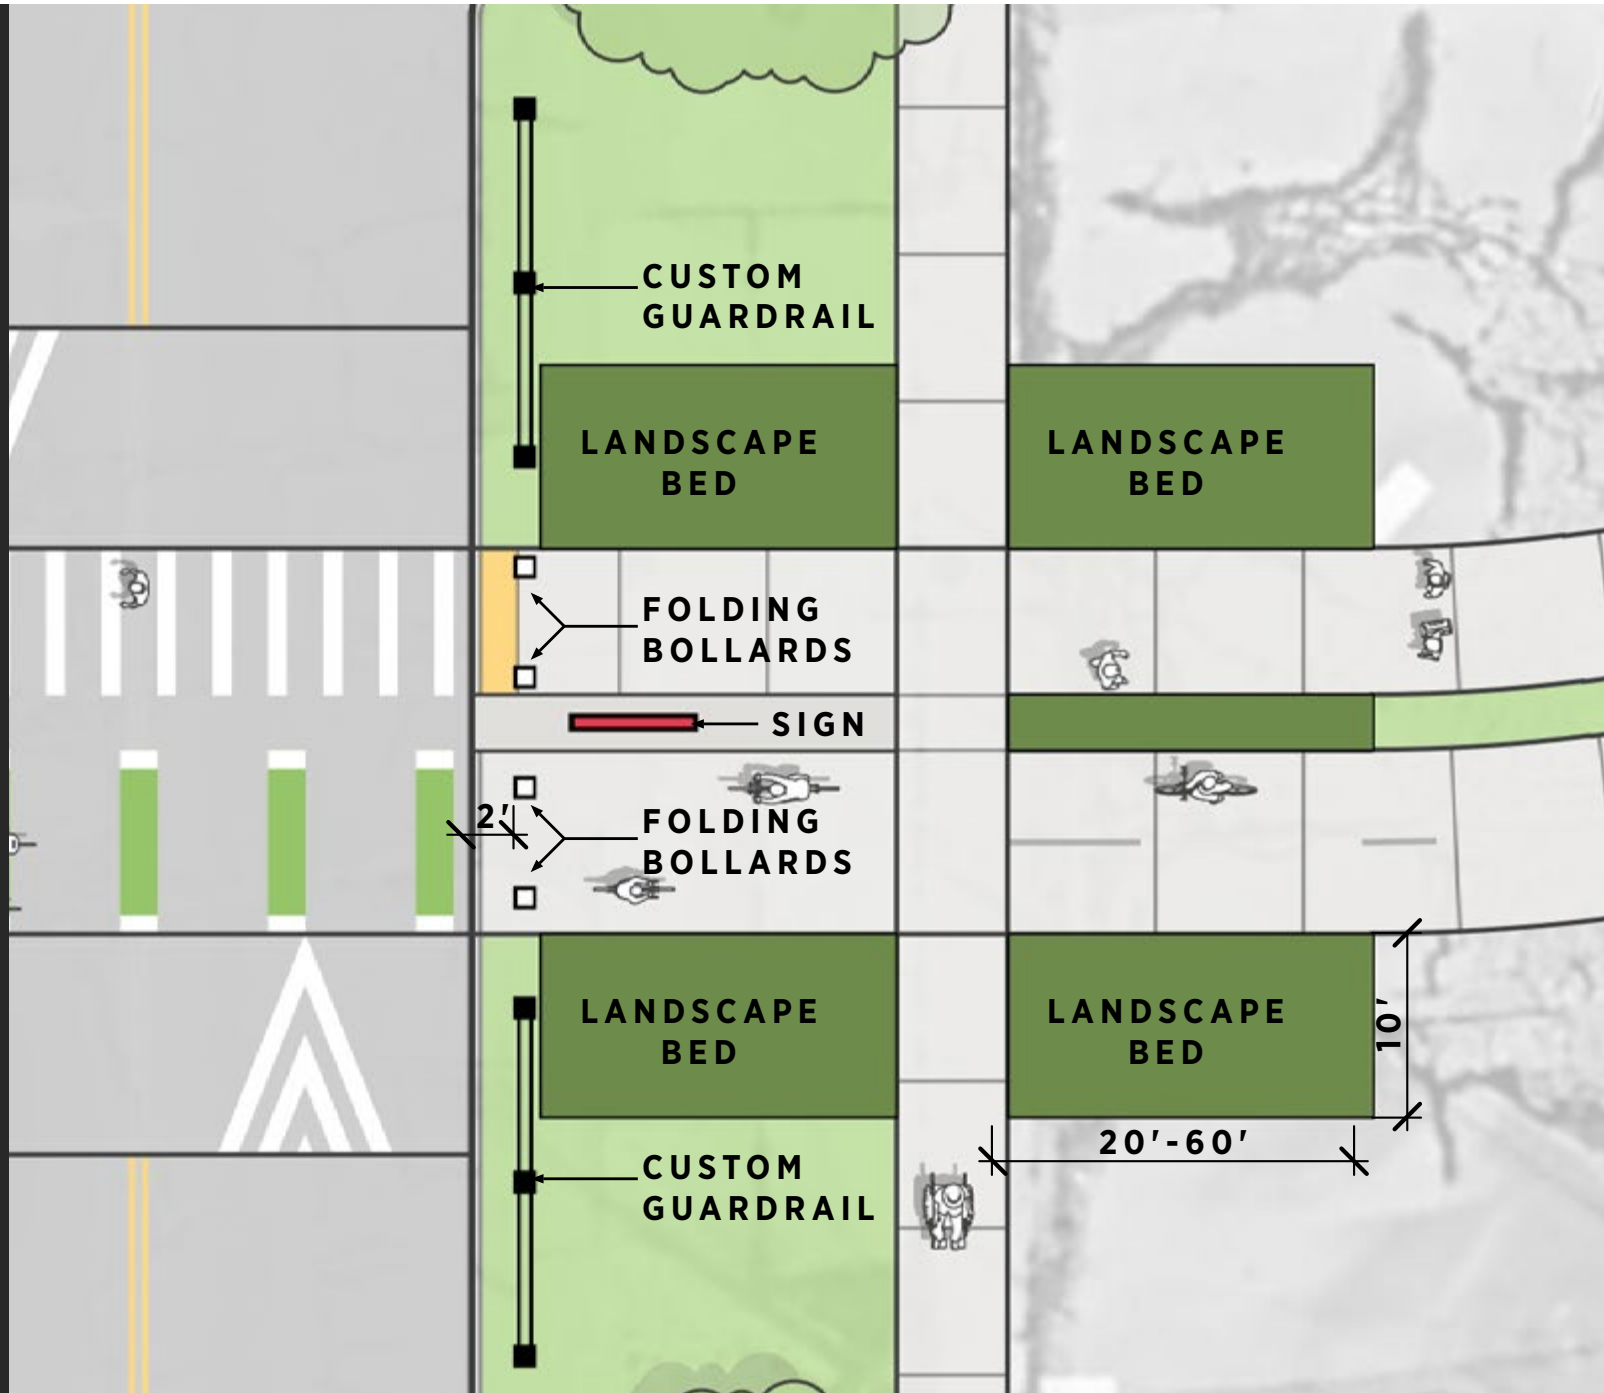 CUSTOM
GUARDRAIL
LANDSCAPE
BED
LANDSCAPE
BED
FOLDING
BOLLARDS
SIGN
2'
FOLDING
BOLLARDS
LANDSCAPE
BED
LANDSCAPE
BED
10'
20'-60'
CUSTOM
GUARDRAIL